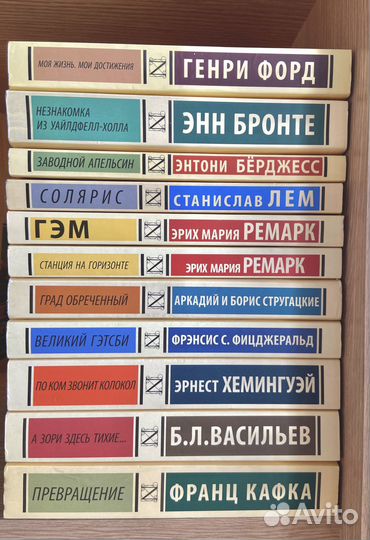 МОЯ ЖИЗНЬ. МОИ ДОСТИЖЕНИЯ ГЕНРИ ФОРД
НЕЗНАКОМКА
ИЗ УАЙЛДФЕЛЛ-ХОЛЛА ЭНН БРОНТЕ
ЗАВОДНОЙ АПЕЛЬСИН ЭНТОНИ БЁРДЖЕСС
СОЛЯРИС СТАНИСЛАВ ЛЕМ
ГЭМ ЭРИХ МАРИЯ РЕМАРК
СТАНЦИЯ НА ГОРИЗОНТЕ ЭРИХ МАРИЯ РЕМАРК
ГРАД ОБРЕЧЕННЫЙ АРКАДИЙ И БОРИС СТРУГАЦКИЕ
ВЕЛИКИЙ ГЭТСБИ ФРЭНСИС С. ФИЦДЖЕРАЛЬД
ПО КОМ ЗВОНИТ КОЛОКОЛ ЭРНЕСТ ХЕМИНГУЭЙ
А ЗОРИ ЗДЕСЬ ТИХИЕ... Б.Л.ВАСИЛЬЕВ
ПРЕВРАЩЕНИЕ ФРАНЦ КАФКА
Avito